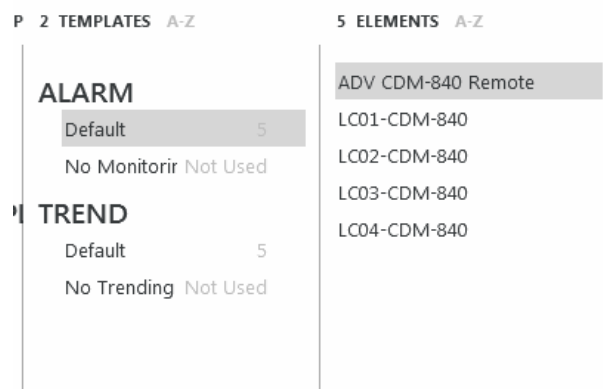 P 2 TEMPLATES A-Z
ALARM
Default 5
No Monitorir Not Used
TREND
Default 5
No Trending Not Used
5 ELEMENTS A-Z
ADV CDM-840 Remote
LC01-CDM-840
LC02-CDM-840
LC03-CDM-840
LC04-CDM-840